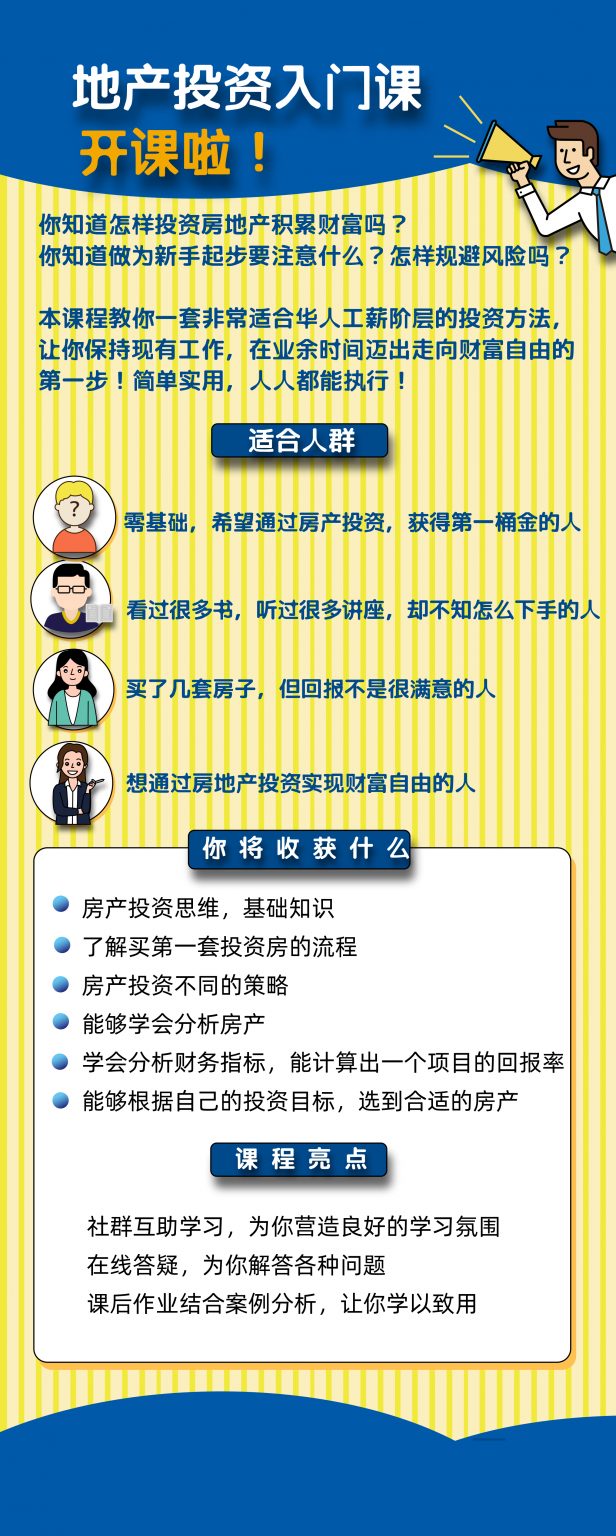 地产投资入门课
开课啦！
你知道怎样投资房地产积累财富吗？
你知道做为新手起步要注意什么？怎样规避风险吗？
本课程教你一套非常适合华人工薪阶层的投资方法，
让你保持现有工作，在业余时间迈出走向财富自由的
第一步！简单实用，人人都能执行！
适合人群
?
零基础，希望通过房产投资，获得第一桶金的人
看过很多书，听过很多讲座，却不知怎么下手的人
买了几套房子，但回报不是很满意的人
想通过房地产投资实现财富自由的人
你将收获什么
房产投资思维，基础知识
了解买第一套投资房的流程
房产投资不同的策略
能够学会分析房产
学会分析财务指标，能计算出一个项目的回报率
能够根据自己的投资目标，选到合适的房产
课程亮点
社群互助学习，为你营造良好的学习氛围
在线答疑，为你解答各种问题
课后作业结合案例分析，让你学以致用